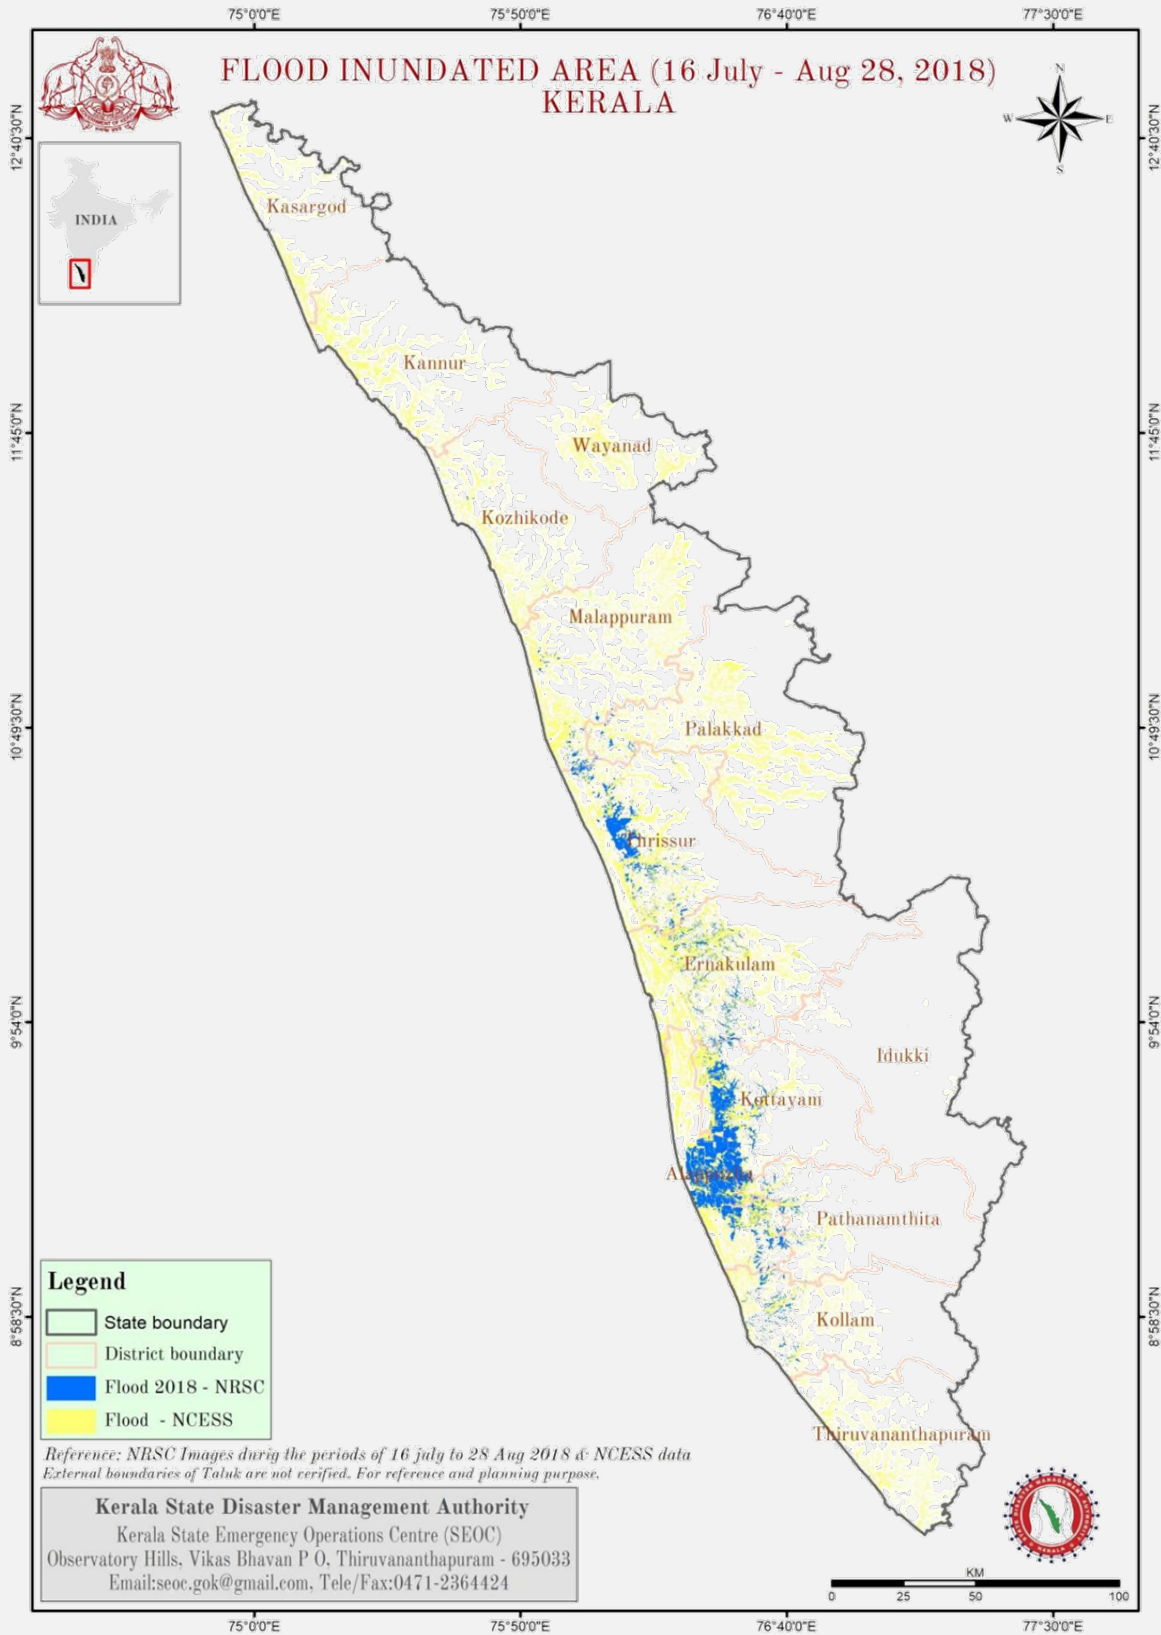 75°0'0"E 75°50'0"E 76°40'0"E 77°30'0"E
FLOOD INUNDATED AREA (16 July - Aug 28, 2018)
KERALA
N
W E
S
12°40'30"N 12°40'30"N
INDIA
Kasargod
Kannur
11°45'0"N 11°45'0"N
Wayanad
Kozhikode
Malappuram
10°49'30"N 10°49'30"N
Palakkad
Thrissur
Ernakulam
9°54'0"N 9°54'0"N
Idukki
Kottayam
Alappuzha
Pathanamthita
8°58'30"N 8°58'30"N
Kollam
Thiruvananthapuram
Legend
State boundary
District boundary
Flood 2018 - NRSC
Flood - NCESS
Reference: NRSC Images durig the periods of 16 july to 28 Aug 2018 & NCESS data
External boundaries of Taluk are not verified. For reference and planning purpose.
Kerala State Disaster Management Authority
Kerala State Emergency Operations Centre (SEOC)
Observatory Hills, Vikas Bhavan P O, Thiruvananthapuram - 695033
Email:seoc.gok@gmail.com, Tele/Fax:0471-2364424
KM
0 25 50 100
75°0'0"E 75°50'0"E 76°40'0"E 77°30'0"E